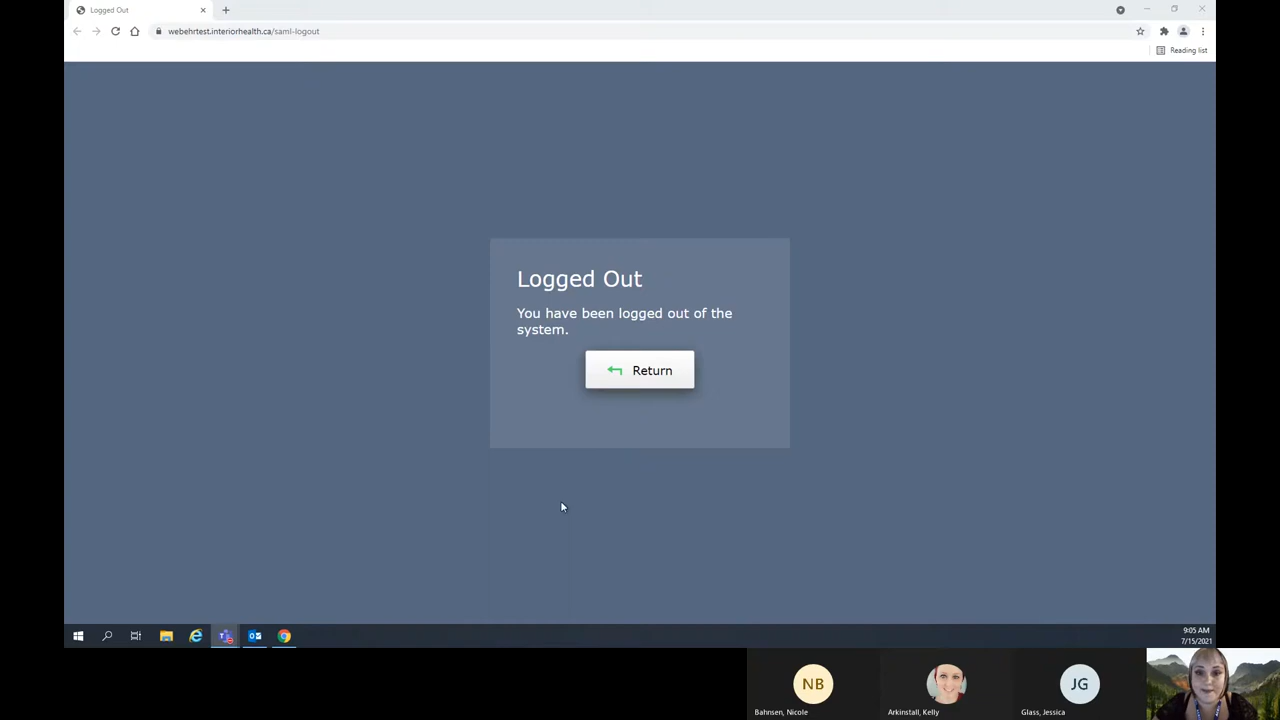 Logged Out
webehrtest.interiorhealth.ca/saml-logout
Reading list
Logged Out
You have been logged out of the
system.
Return
9:05 AM
7/15/2021
NB
JG
Bahnsen, Nicole
Arkinstall, Kelly
Glass, Jessica